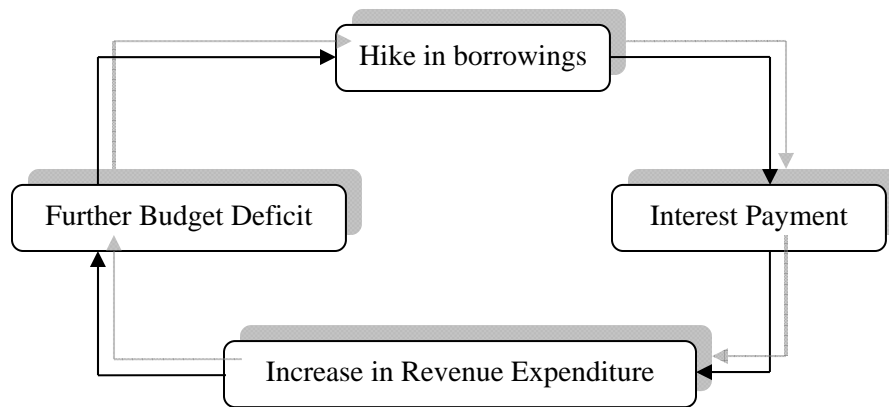 Hike in borrowings
Further Budget Deficit
Interest Payment
Increase in Revenue Expenditure